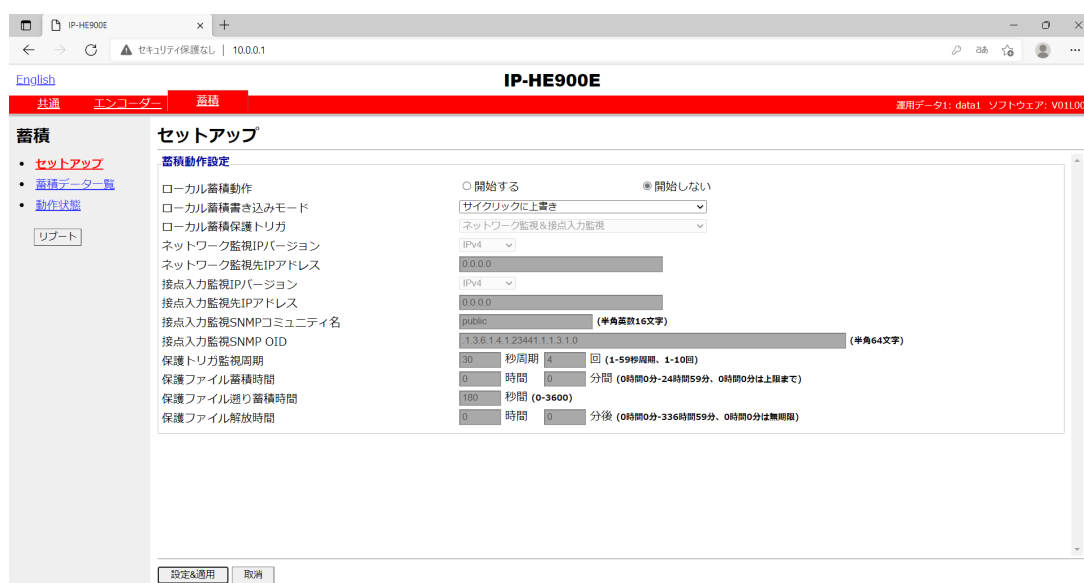 IP-HE900E
セキュリティ保護なし | 10.0.0.1
English
IP-HE900E
共通 エンコーダー 蓄積
運用データ1: data1 ソフトウェア: V01L00
蓄積
セットアップ
蓄積データ一覧
動作状態
リブート
セットアップ
蓄積動作設定
ローカル蓄積動作 開始する 開始しない
ローカル蓄積書き込みモード サイクリックに上書き
ローカル蓄積保護トリガ ネットワーク監視&接点入力監視
ネットワーク監視IPバージョン IPv4
ネットワーク監視先IPアドレス 0.0.0.0
接点入力監視IPバージョン IPv4
接点入力監視先IPアドレス 0.0.0.0
接点入力監視SNMPコミュニティ名 public (半角英数16文字)
接点入力監視SNMP OID .1.3.6.1.4.1.23441.1.1.3.1.0 (半角64文字)
保護トリガ監視周期 30 秒周期 4 回 (1-59秒周期、1-10回)
保護ファイル蓄積時間 0 時間 0 分間 (0時間0分-24時間59分、0時間0分は上限まで)
保護ファイル遡り蓄積時間 180 秒間 (0-3600)
保護ファイル解放時間 0 時間 0 分後 (0時間0分-336時間59分、0時間0分は無期限)
設定&適用 取消